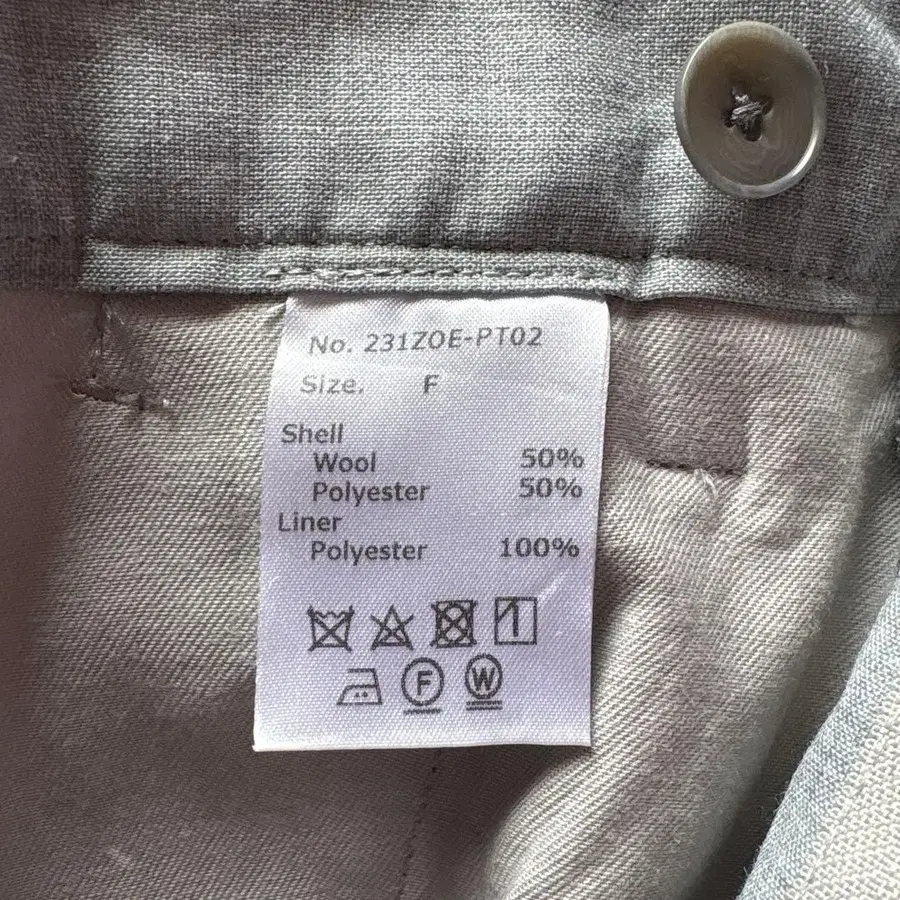 No. 231ZOE-PT02
Size. F
Shell
Wool 50%
Polyester 50%
Liner
Polyester 100%
F W